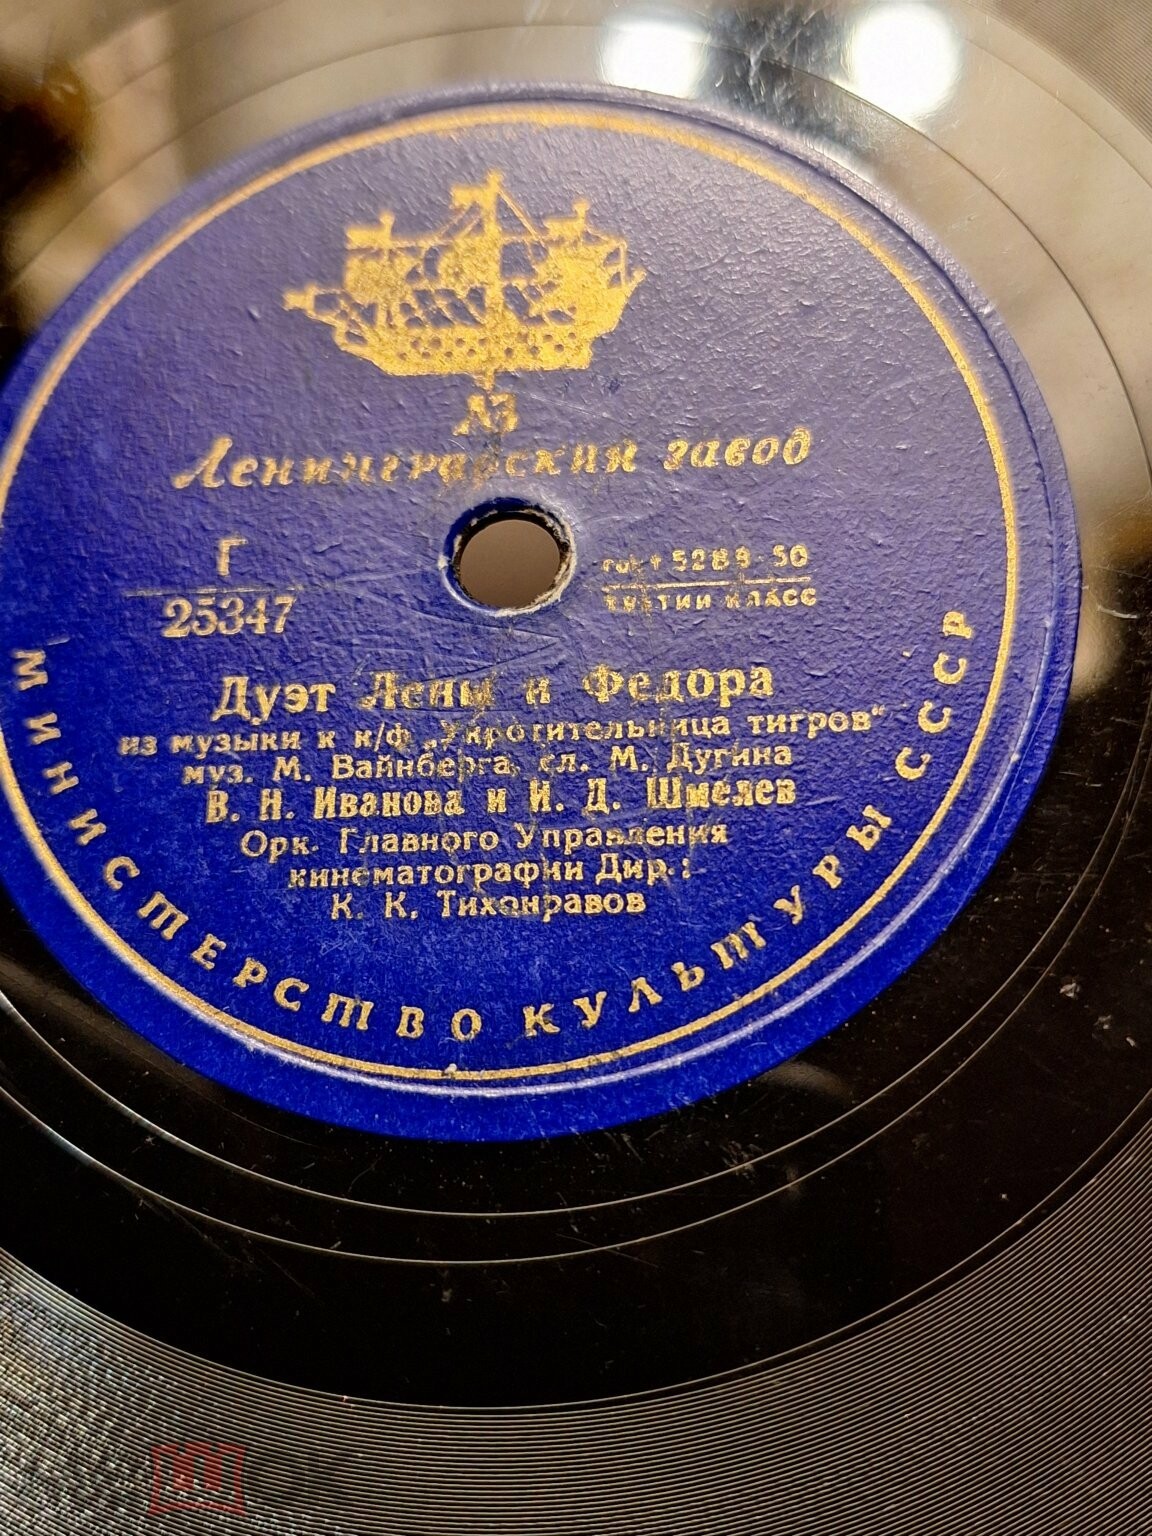 ЛЗ
Ленинградский завод
Г
25347
ГОСТ 5289-50
ТРЕТИЙ КЛАСС
Дуэт Лены и Федора
из музыки к к/ф „Укротительница тигров“
муз. М. Вайнберга, сл. М. Дугина
В. Н. Иванова и И. Д. Шмелев
Орк. Главного Управления
кинематографии Дир.:
К. К. Тихонравов
МИНИСТЕРСТВО КУЛЬТУРЫ СССР